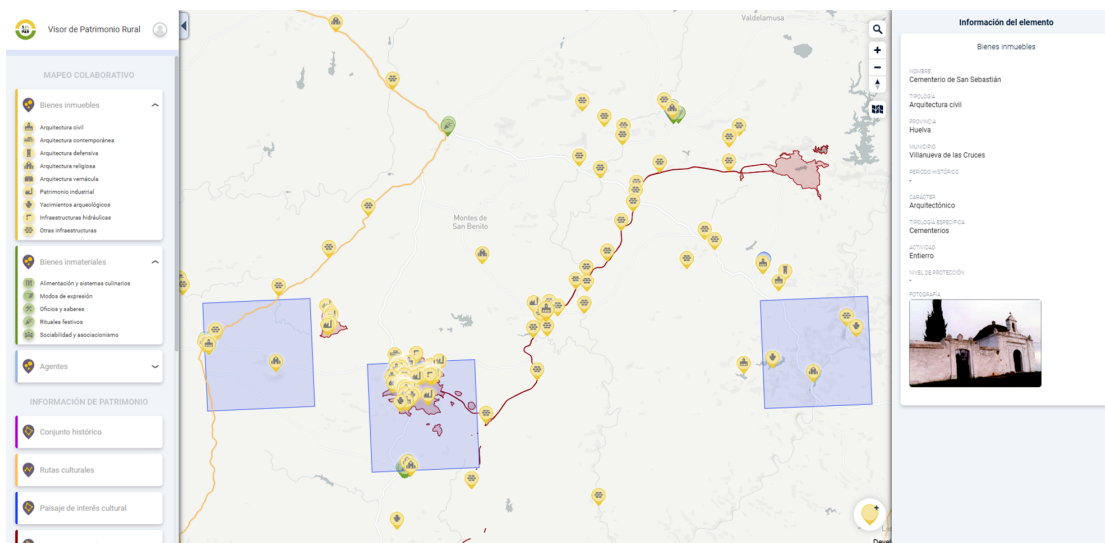 Visor de Patrimonio Rural
MAPEO COLABORATIVO
Bienes inmuebles
Arquitectura civil
Arquitectura contemporánea
Arquitectura defensiva
Arquitectura religiosa
Arquitectura vernácula
Patrimonio industrial
Yacimientos arqueológicos
Infraestructuras hidráulicas
Otras infraestructuras
Bienes inmateriales
Alimentación y sistemas culinarios
Modos de expresión
Oficios y saberes
Rituales festivos
Sociabilidad y asociacionismo
Agentes
INFORMACIÓN DE PATRIMONIO
Conjunto histórico
Rutas culturales
Paisaje de interés cultural
Valdelamusa
Montes de
San Benito
Devel
Información del elemento
Bienes inmuebles
NOMBRE
Cementerio de San Sebastián
TIPOLOGÍA
Arquitectura civil
PROVINCIA
Huelva
MUNICIPIO
Villanueva de las Cruces
PERIODO HISTÓRICO
-
CARÁCTER
Arquitectónico
TIPOLOGÍA ESPECÍFICA
Cementerios
ACTIVIDAD
Entierro
NIVEL DE PROTECCIÓN
-
FOTOGRAFÍA